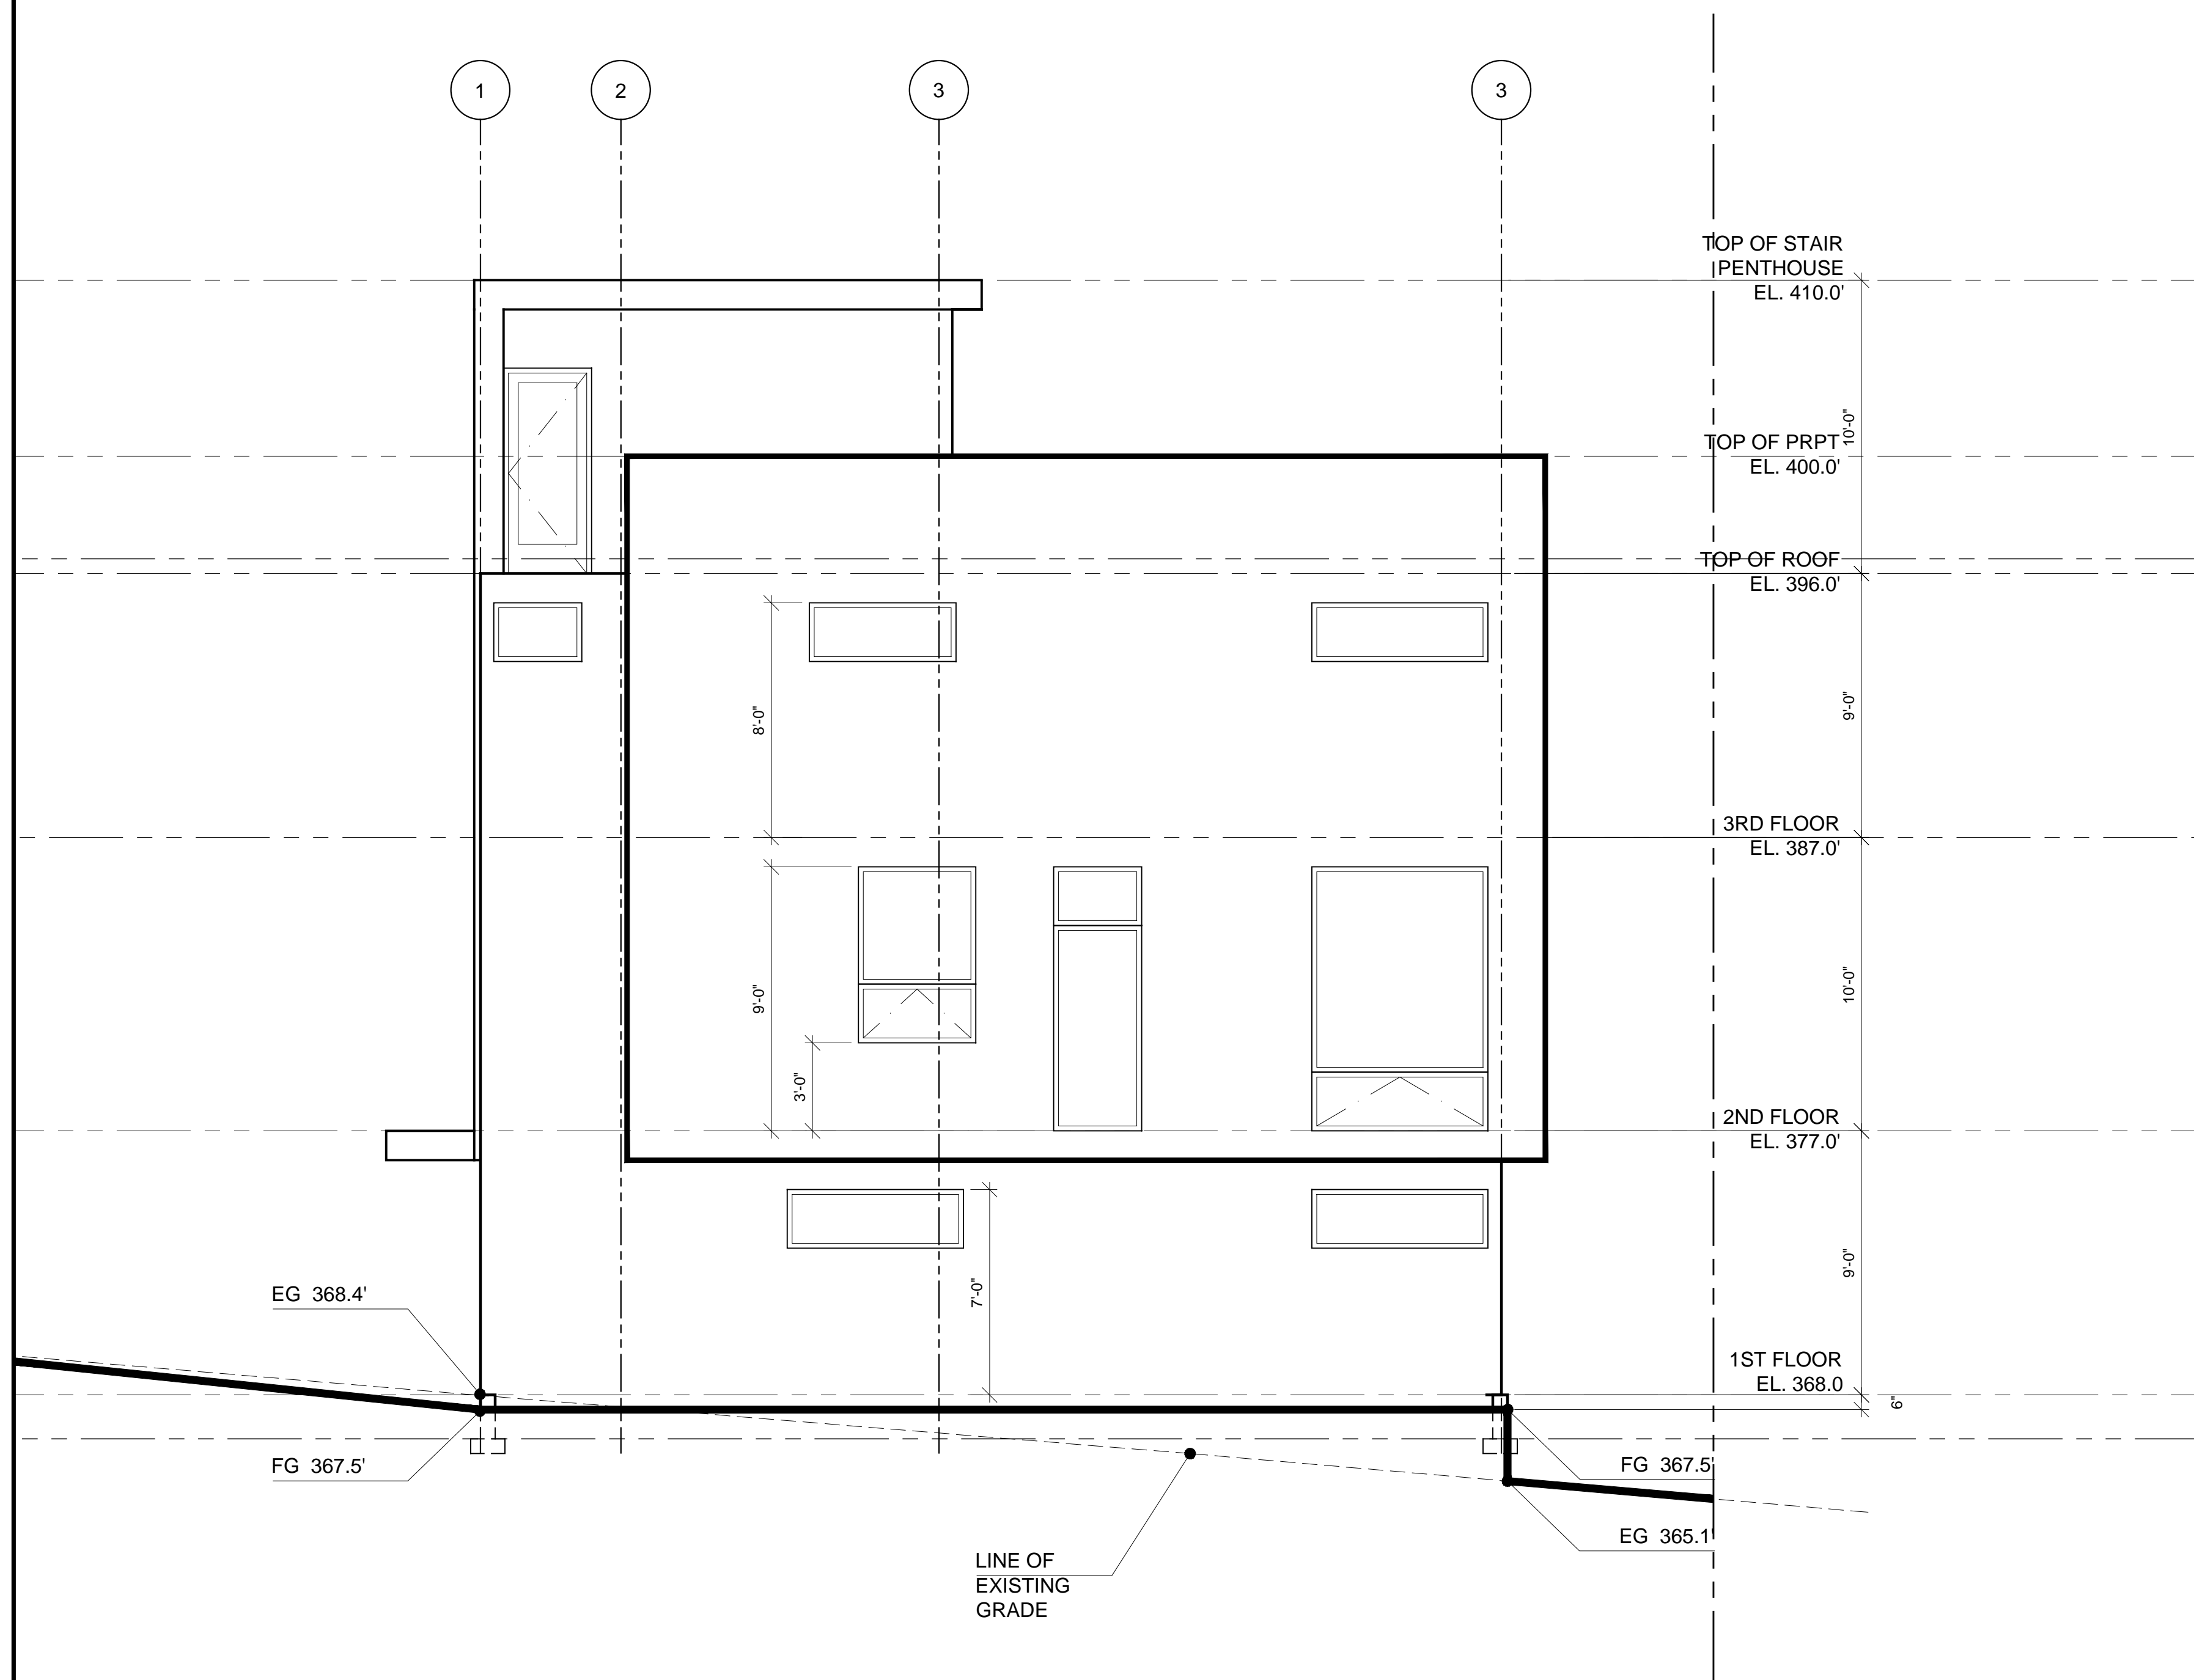 1
2
3
3
TOP OF STAIR
PENTHOUSE
EL. 410.0'
10'-0"
TOP OF PRPT
EL. 400.0'
TOP OF ROOF
EL. 396.0'
8'-0"
9'-0"
3RD FLOOR
EL. 387.0'
9'-0"
10'-0"
3'-0"
2ND FLOOR
EL. 377.0'
7'-0"
9'-0"
EG 368.4'
1ST FLOOR
EL. 368.0
6"
FG 367.5'
FG 367.5'
EG 365.1'
LINE OF
EXISTING
GRADE